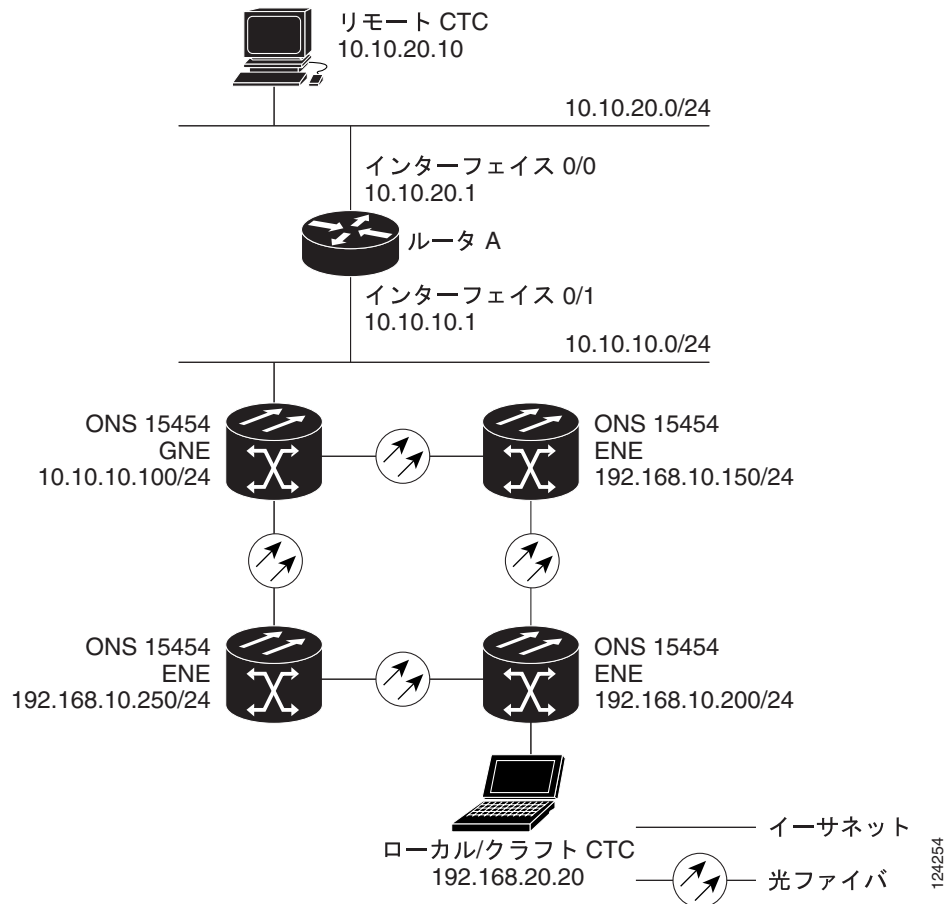 リモート CTC
10.10.20.10
10.10.20.0/24
インターフェイス 0/0
10.10.20.1
ルータ A
インターフェイス 0/1
10.10.10.1
10.10.10.0/24
ONS 15454
GNE
10.10.10.100/24
ONS 15454
ENE
192.168.10.150/24
ONS 15454
ENE
192.168.10.250/24
ONS 15454
ENE
192.168.10.200/24
ローカル/クラフト CTC
192.168.20.20
イーサネット
光ファイバ
124254